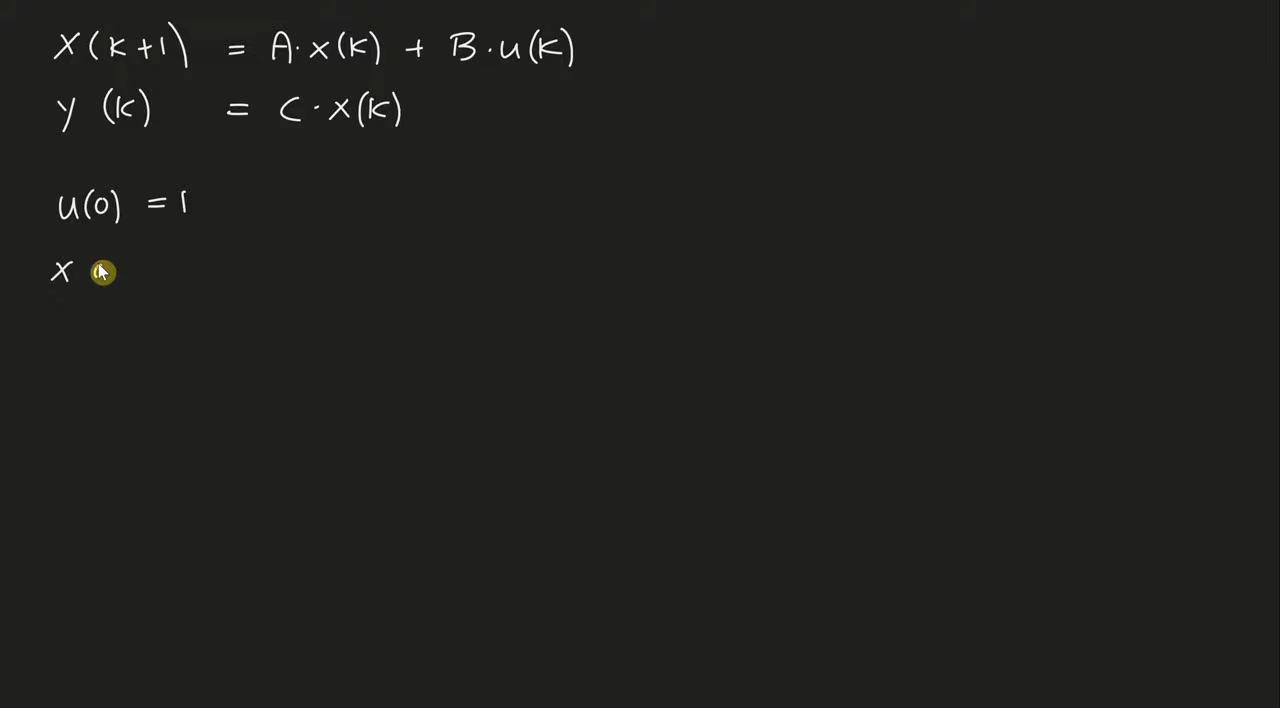 x(k+1) = A·x(k) + B·u(k)
y(k) = C·x(k)
u(0) = 1
x